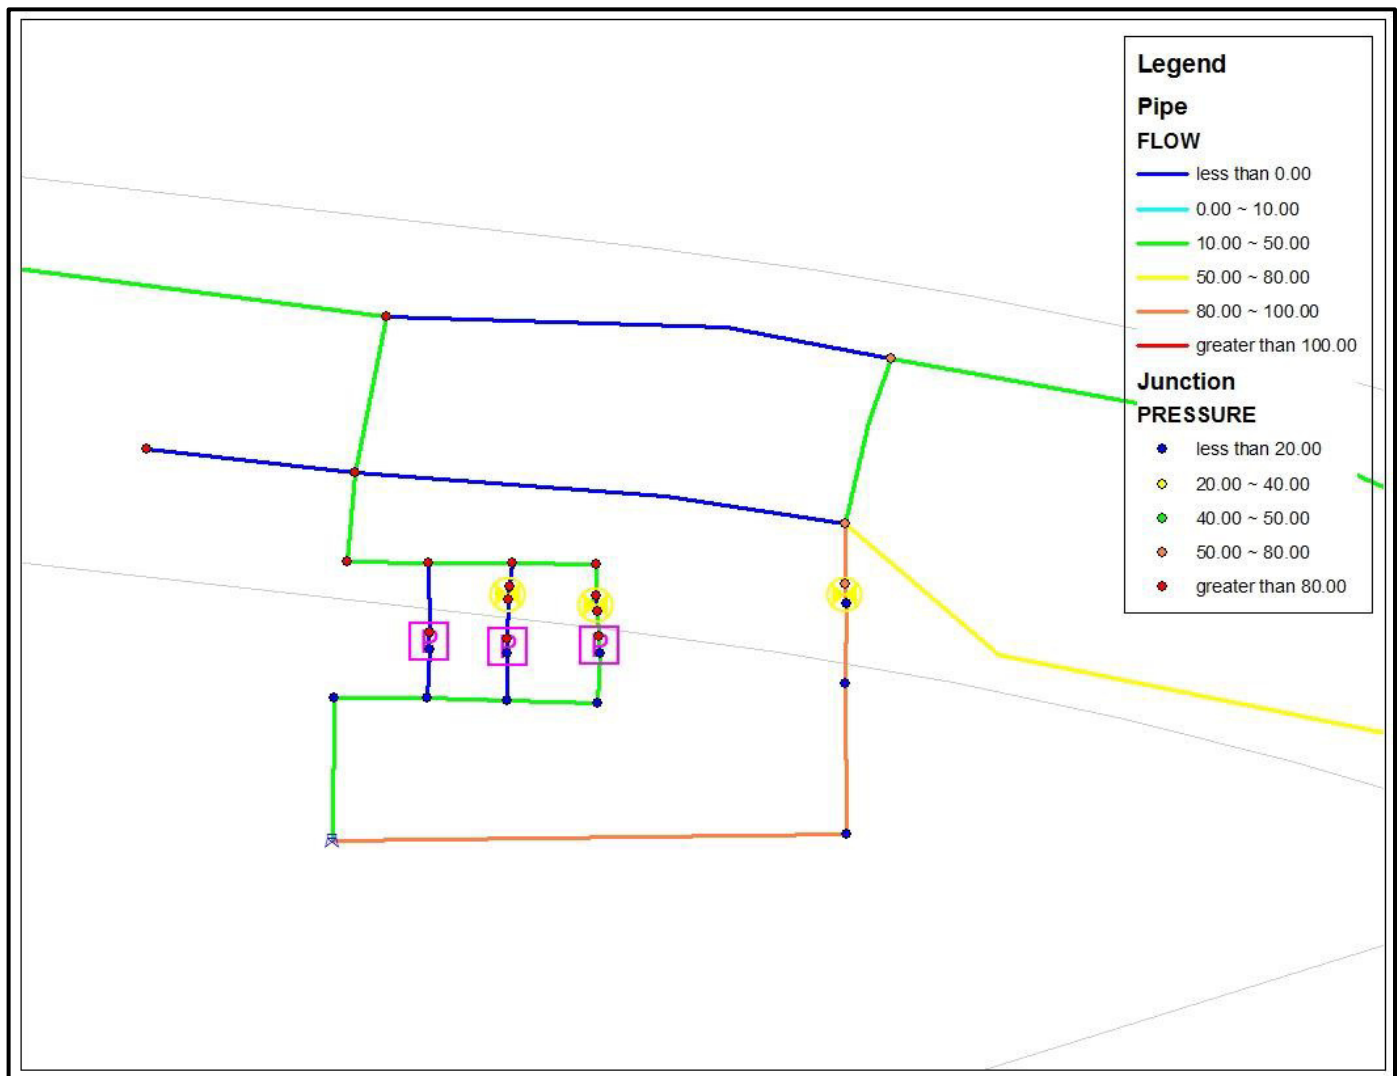 Legend
Pipe
FLOW
less than 0.00
0.00 ~ 10.00
10.00 ~ 50.00
50.00 ~ 80.00
80.00 ~ 100.00
greater than 100.00
Junction
PRESSURE
less than 20.00
20.00 ~ 40.00
40.00 ~ 50.00
50.00 ~ 80.00
greater than 80.00
P P P